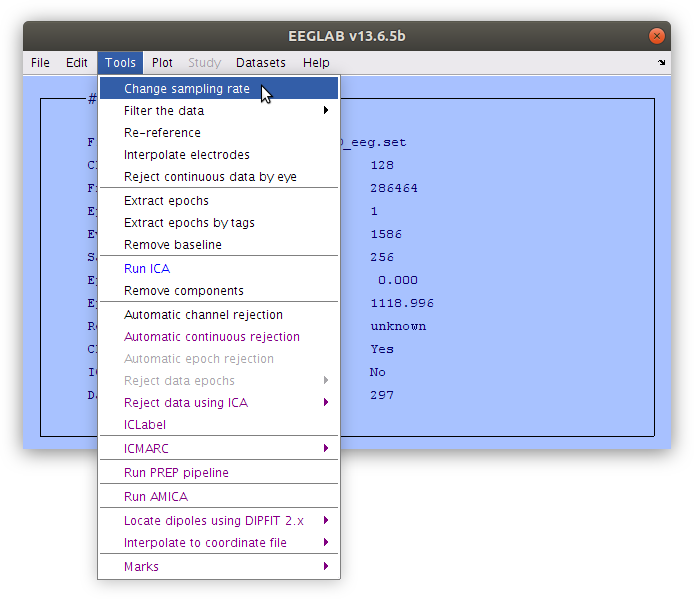 EEGLAB v13.6.5b
File Edit Tools Plot Study Datasets Help
#
Change sampling rate
Filter the data
Re-reference
Interpolate electrodes
Reject continuous data by eye
Extract epochs
Extract epochs by tags
Remove baseline
Run ICA
Remove components
Automatic channel rejection
Automatic continuous rejection
Automatic epoch rejection
Reject data epochs
Reject data using ICA
ICLabel
ICMARC
Run PREP pipeline
Run AMICA
Locate dipoles using DIPFIT 2.x
Interpolate to coordinate file
Marks
_eeg.set
128
286464
1
1586
256
0.000
1118.996
unknown
Yes
No
297